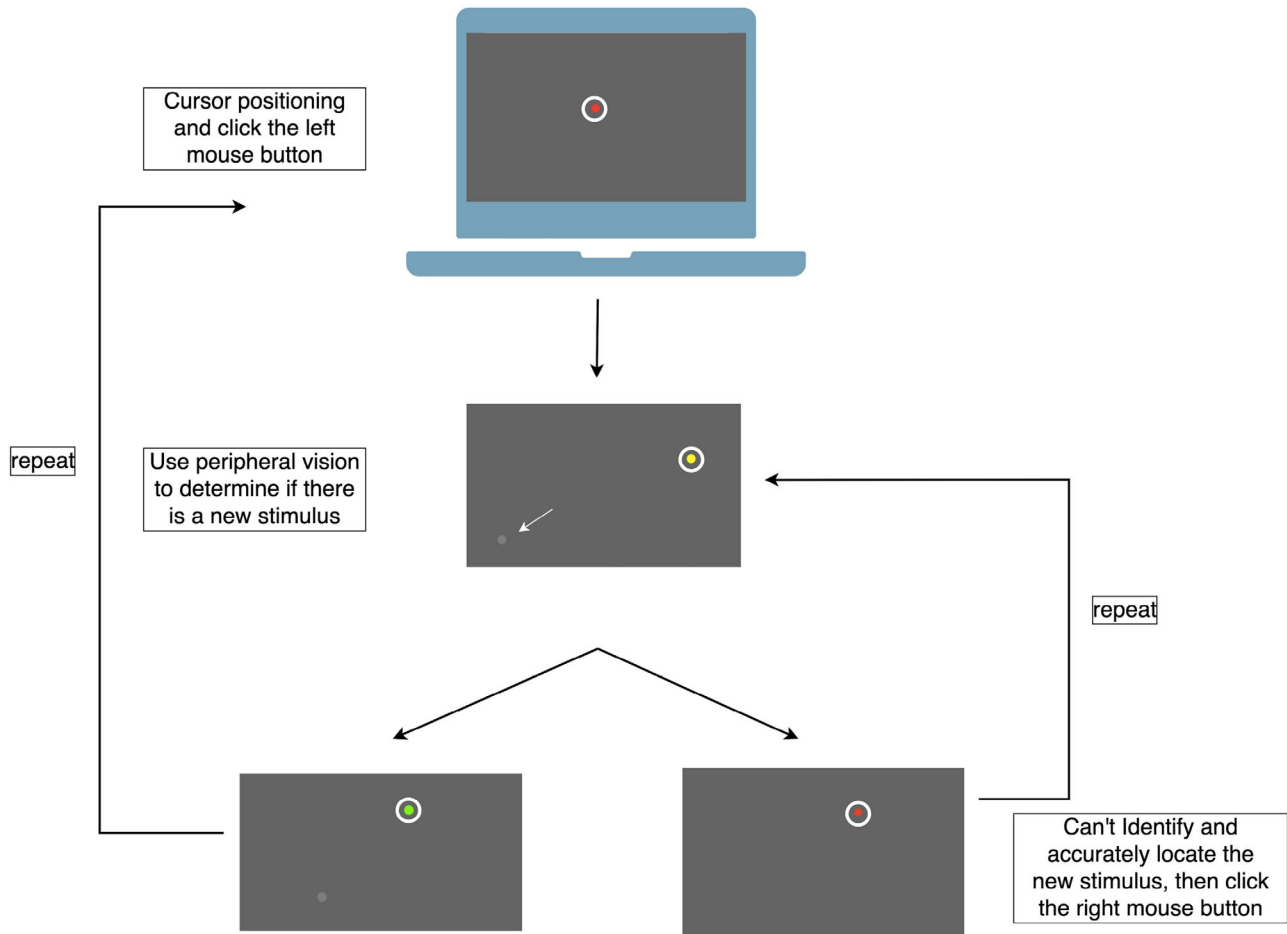 Cursor positioning
and click the left
mouse button
repeat
Use peripheral vision
to determine if there
is a new stimulus
repeat
Can't Identify and
accurately locate the
new stimulus, then click
the right mouse button